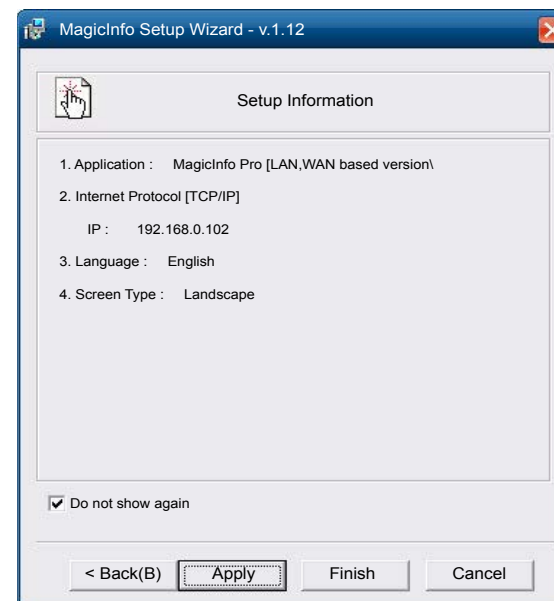 MagicInfo Setup Wizard - v.1.12
Setup Information
1. Application : MagicInfo Pro [LAN,WAN based version\
2. Internet Protocol [TCP/IP]
IP : 192.168.0.102
3. Language : English
4. Screen Type : Landscape
Do not show again
< Back(B) Apply Finish Cancel